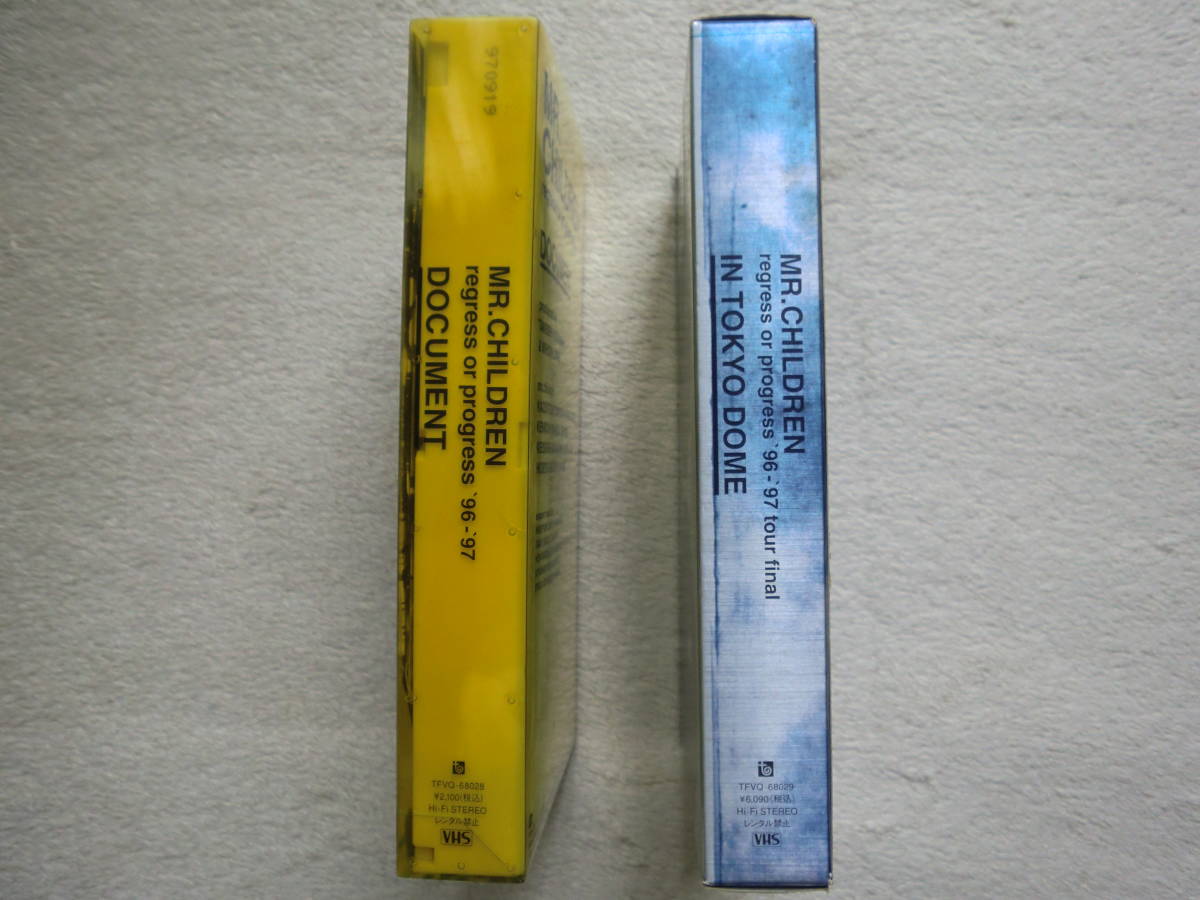 970919
MR.CHILDREN
regress or progress `96-`97
DOCUMENT
TFVQ-68028
¥2,100(税込)
Hi-Fi STEREO
レンタル禁止
VHS
MR.CHILDREN
regress or progress `96-`97 tour final
IN TOKYO DOME
TFVQ-68029
¥6,090(税込)
Hi-Fi STEREO
レンタル禁止
VHS